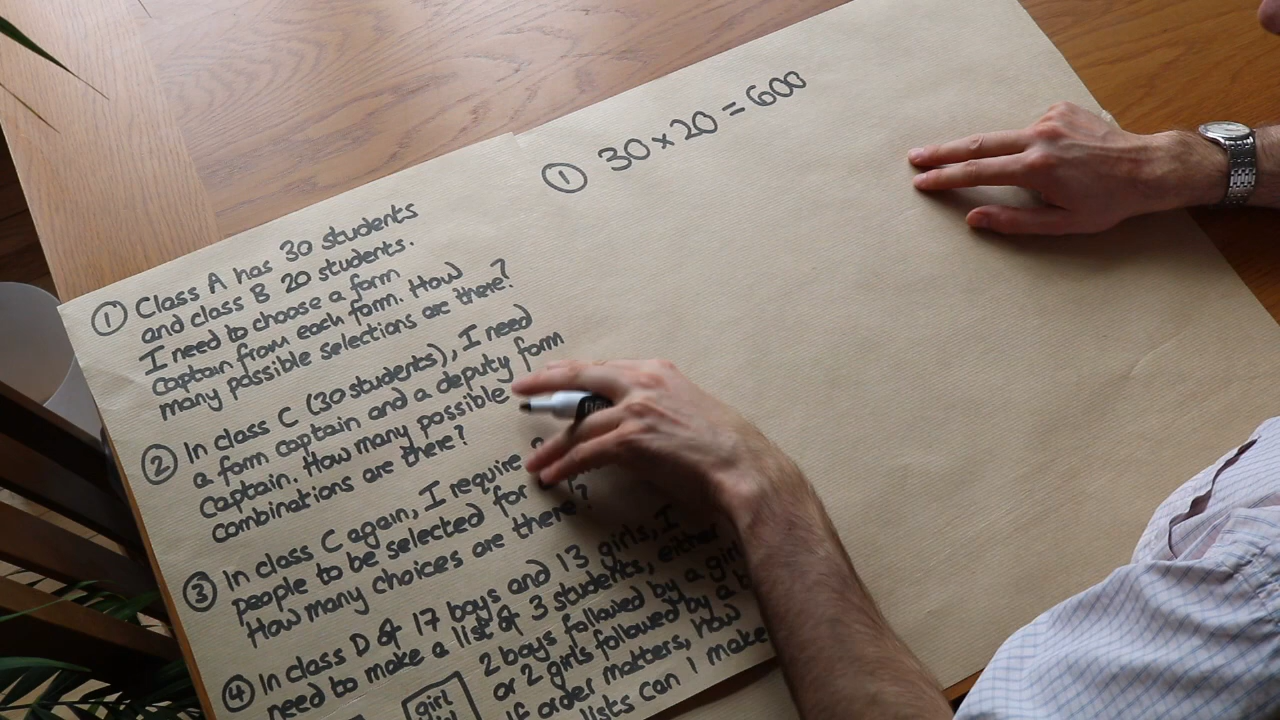 ① Class A has 30 students
and class B 20 students.
I need to choose a form
captain from each form. How
many possible selections are there?
② In class C (30 students), I need
a form captain and a deputy form
captain. How many possible
combinations are there?
③ In class C again, I require
people to be selected for
How many choices are there?
④ In class D of 17 boys and 13 girls, I
need to make a list of 3 students, either
2 boys followed by a girl
or 2 girls followed by a b
If order matters, how
lists can I make
girl
① 30 × 20 = 600